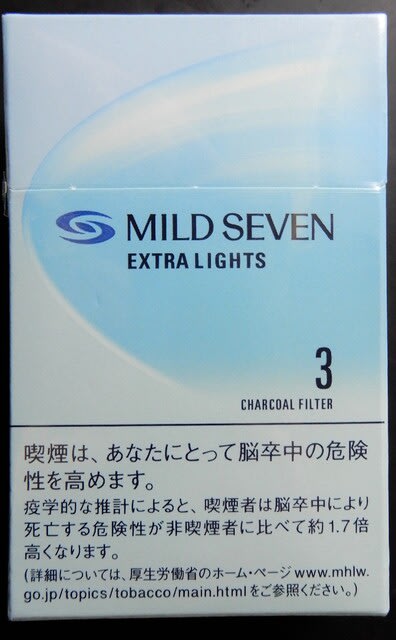 MILD SEVEN
EXTRA LIGHTS
3
CHARCOAL FILTER
喫煙は、あなたにとって脳卒中の危険
性を高めます。
疫学的な推計によると、喫煙者は脳卒中により
死亡する危険性が非喫煙者に比べて約1.7倍
高くなります。
(詳細については、厚生労働省のホーム・ページ www.mhlw.
go.jp/topics/tobacco/main.htmlをご参照ください。)